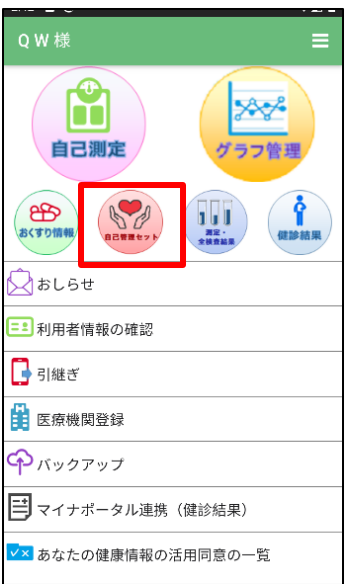 QW様
自己測定
グラフ管理
おくすり情報
自己管理セット
測定・
全検査結果
健診結果
おしらせ
利用者情報の確認
引継ぎ
医療機関登録
バックアップ
マイナポータル連携（健診結果）
あなたの健康情報の活用同意の一覧